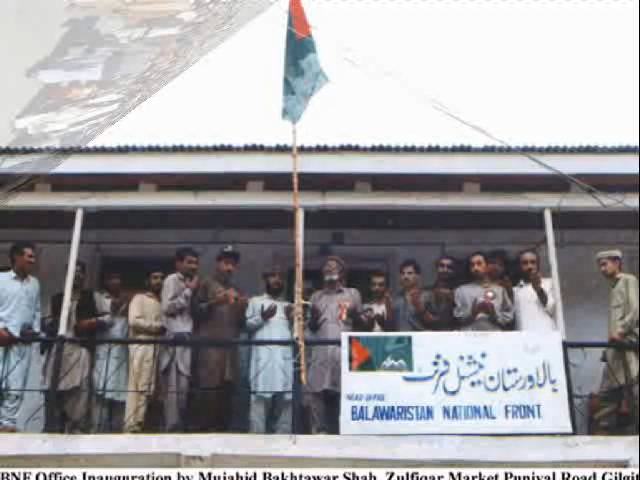 بالاورستان نیشنل فرنٹ
HEAD OFFICE
BALAWARISTAN NATIONAL FRONT
BNF Office Inauguration by Mujahid Bakhtawar Shah, Zulfiqar Market Punival Road Gilgit